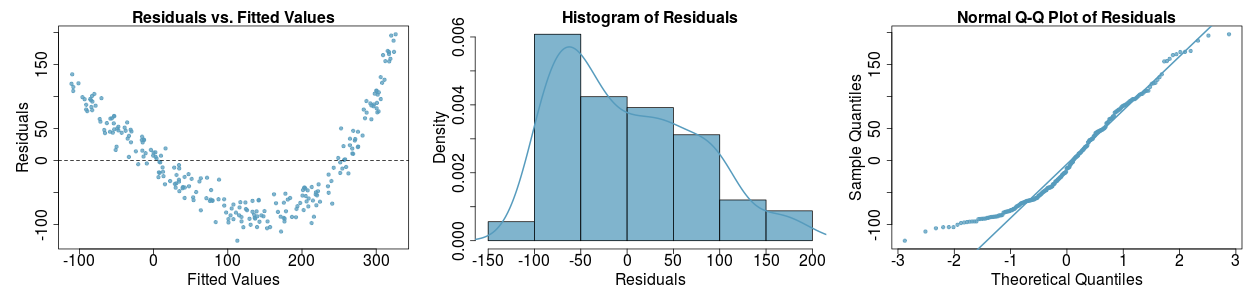 Residuals vs. Fitted Values
Residuals
150
50
0
-100
-100 0 100 200 300
Fitted Values
Histogram of Residuals
Density
0.006
0.004
0.002
0.000
-150 -100 -50 0 50 100 150 200
Residuals
Normal Q-Q Plot of Residuals
Sample Quantiles
150
50
0
-100
-3 -2 -1 0 1 2 3
Theoretical Quantiles